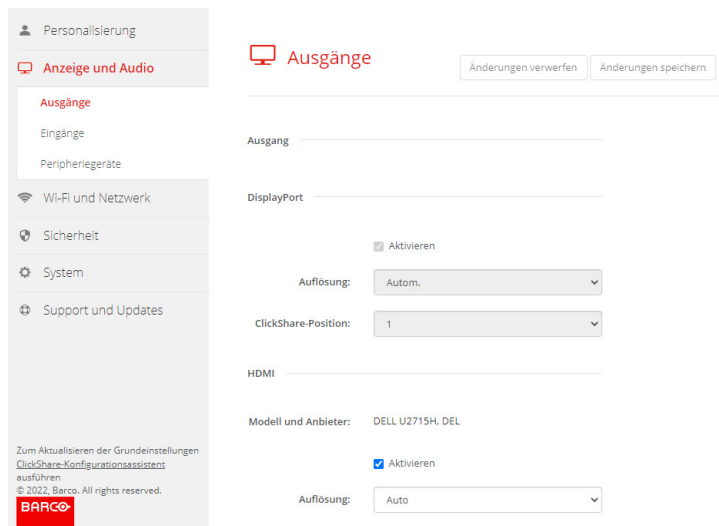 Personalisierung
Anzeige und Audio
Ausgänge
Eingänge
Peripheriegeräte
Wi-Fi und Netzwerk
Sicherheit
System
Support und Updates
Zum Aktualisieren der Grundeinstellungen
ClickShare-Konfigurationsassistent
ausführen
© 2022, Barco. All rights reserved.
BARCO
Ausgänge
Änderungen verwerfen
Änderungen speichern
Ausgang
DisplayPort
Aktivieren
Auflösung: Autom.
ClickShare-Position: 1
HDMI
Modell und Anbieter: DELL U2715H, DEL
Aktivieren
Auflösung: Auto